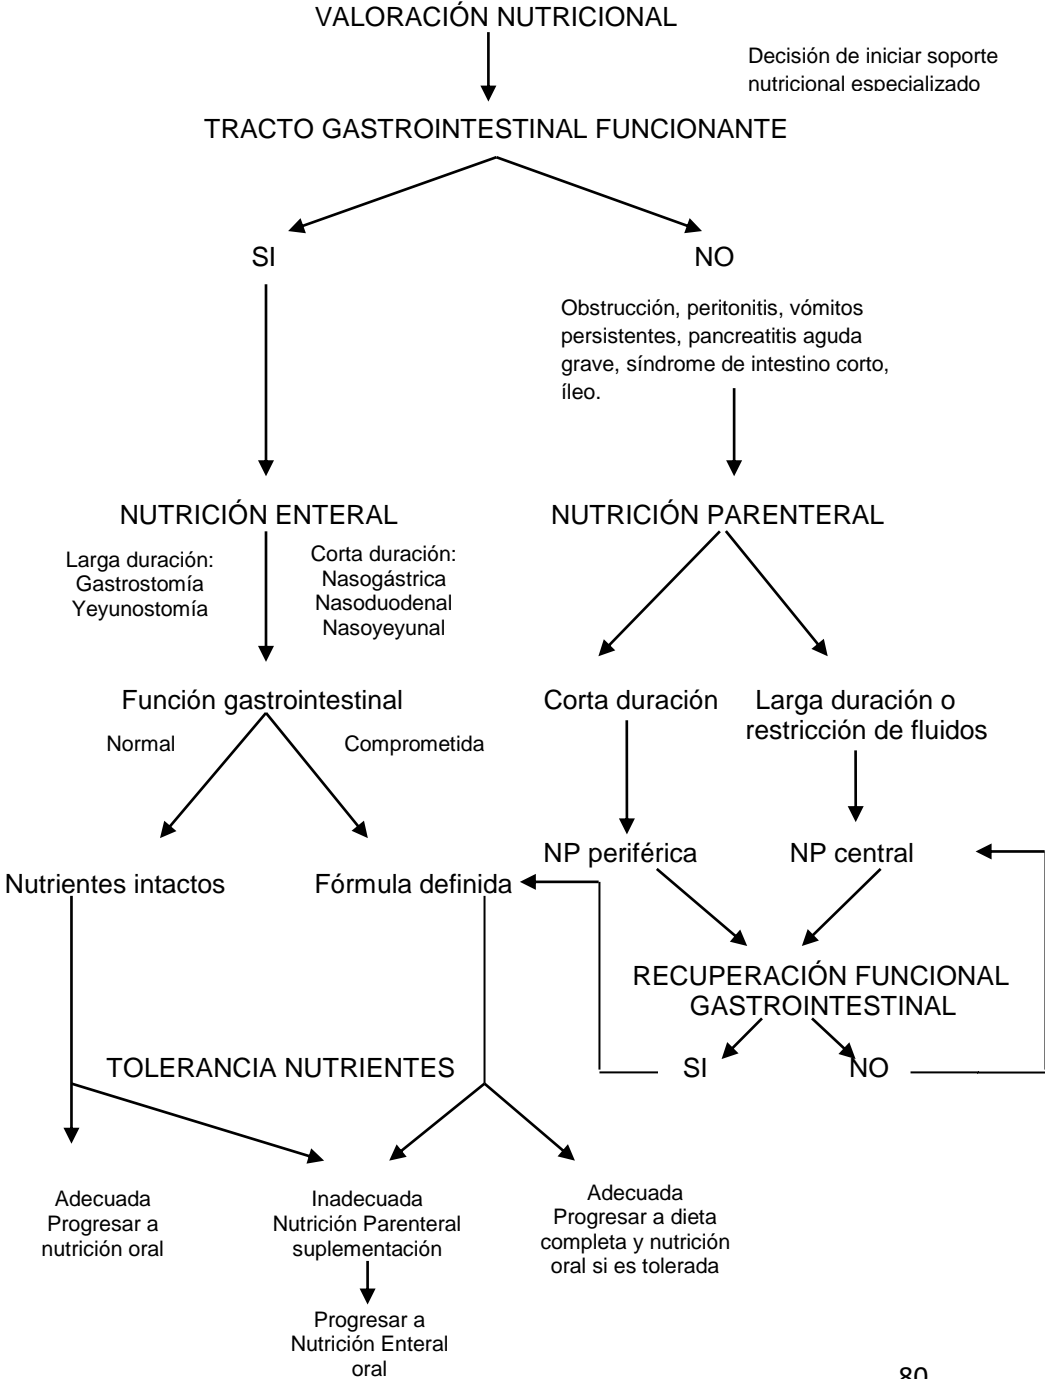 VALORACIÓN NUTRICIONAL
Decisión de iniciar soporte
nutricional especializado
TRACTO GASTROINTESTINAL FUNCIONANTE
SI
NO
Obstrucción, peritonitis, vómitos
persistentes, pancreatitis aguda
grave, síndrome de intestino corto,
íleo.
NUTRICIÓN ENTERAL
NUTRICIÓN PARENTERAL
Larga duración:
Gastrostomía
Yeyunostomía
Corta duración:
Nasogástrica
Nasoduodenal
Nasoyeyunal
Función gastrointestinal
Normal
Comprometida
Corta duración
Larga duración o
restricción de fluidos
NP periférica
NP central
Nutrientes intactos
Fórmula definida
RECUPERACIÓN FUNCIONAL
GASTROINTESTINAL
SI
NO
TOLERANCIA NUTRIENTES
Adecuada
Progresar a
nutrición oral
Inadecuada
Nutrición Parenteral
suplementación
Adecuada
Progresar a dieta
completa y nutrición
oral si es tolerada
Progresar a
Nutrición Enteral
oral
80